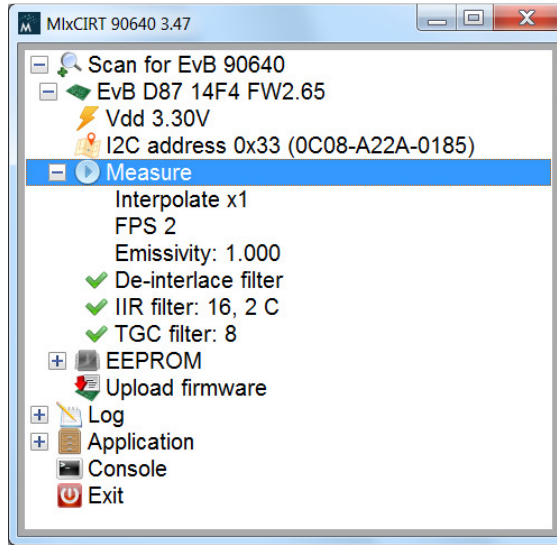 MlxCIRT 90640 3.47
Scan for EvB 90640
EvB D87 14F4 FW2.65
Vdd 3.30V
I2C address 0x33 (0C08-A22A-0185)
Measure
Interpolate x1
FPS 2
Emissivity: 1.000
De-interlace filter
IIR filter: 16, 2 C
TGC filter: 8
EEPROM
Upload firmware
Log
Application
Console
Exit